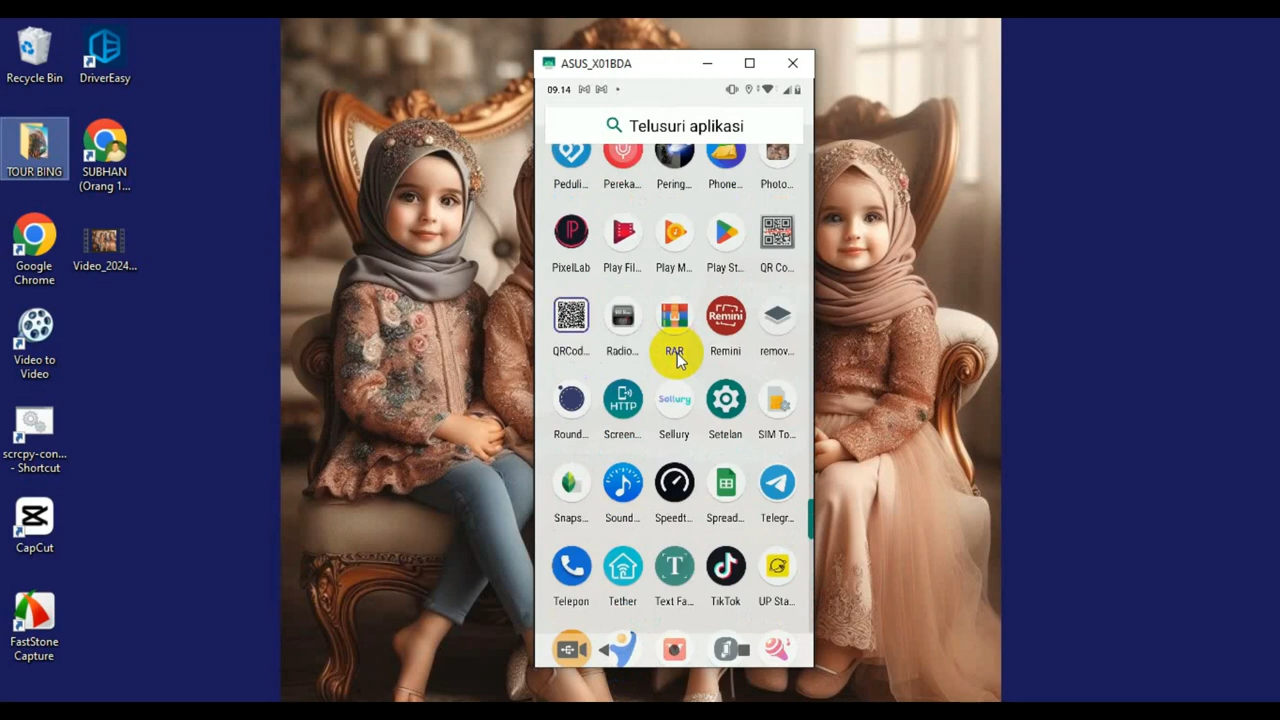 Recycle Bin
DriverEasy
TOUR BING
SUBHAN
(Orang 1...
Google
Chrome
Video_2024...
Video to
Video
scrcpy-con...
- Shortcut
CapCut
FastStone
Capture
ASUS_X01BDA
09.14
Telusuri aplikasi
Peduli... Pereka... Pering... Phone... Photo...
PixelLab Play Fil... Play M... Play St... QR Co...
Remini
QRCod... Radio... RAR Remini remov...
HTTP Sellury
Round... Screen... Sellury Setelan SIM To...
Snaps... Sound... Speedt... Spread... Telegr...
T
Telepon Tether Text Fa... TikTok UP Sta...